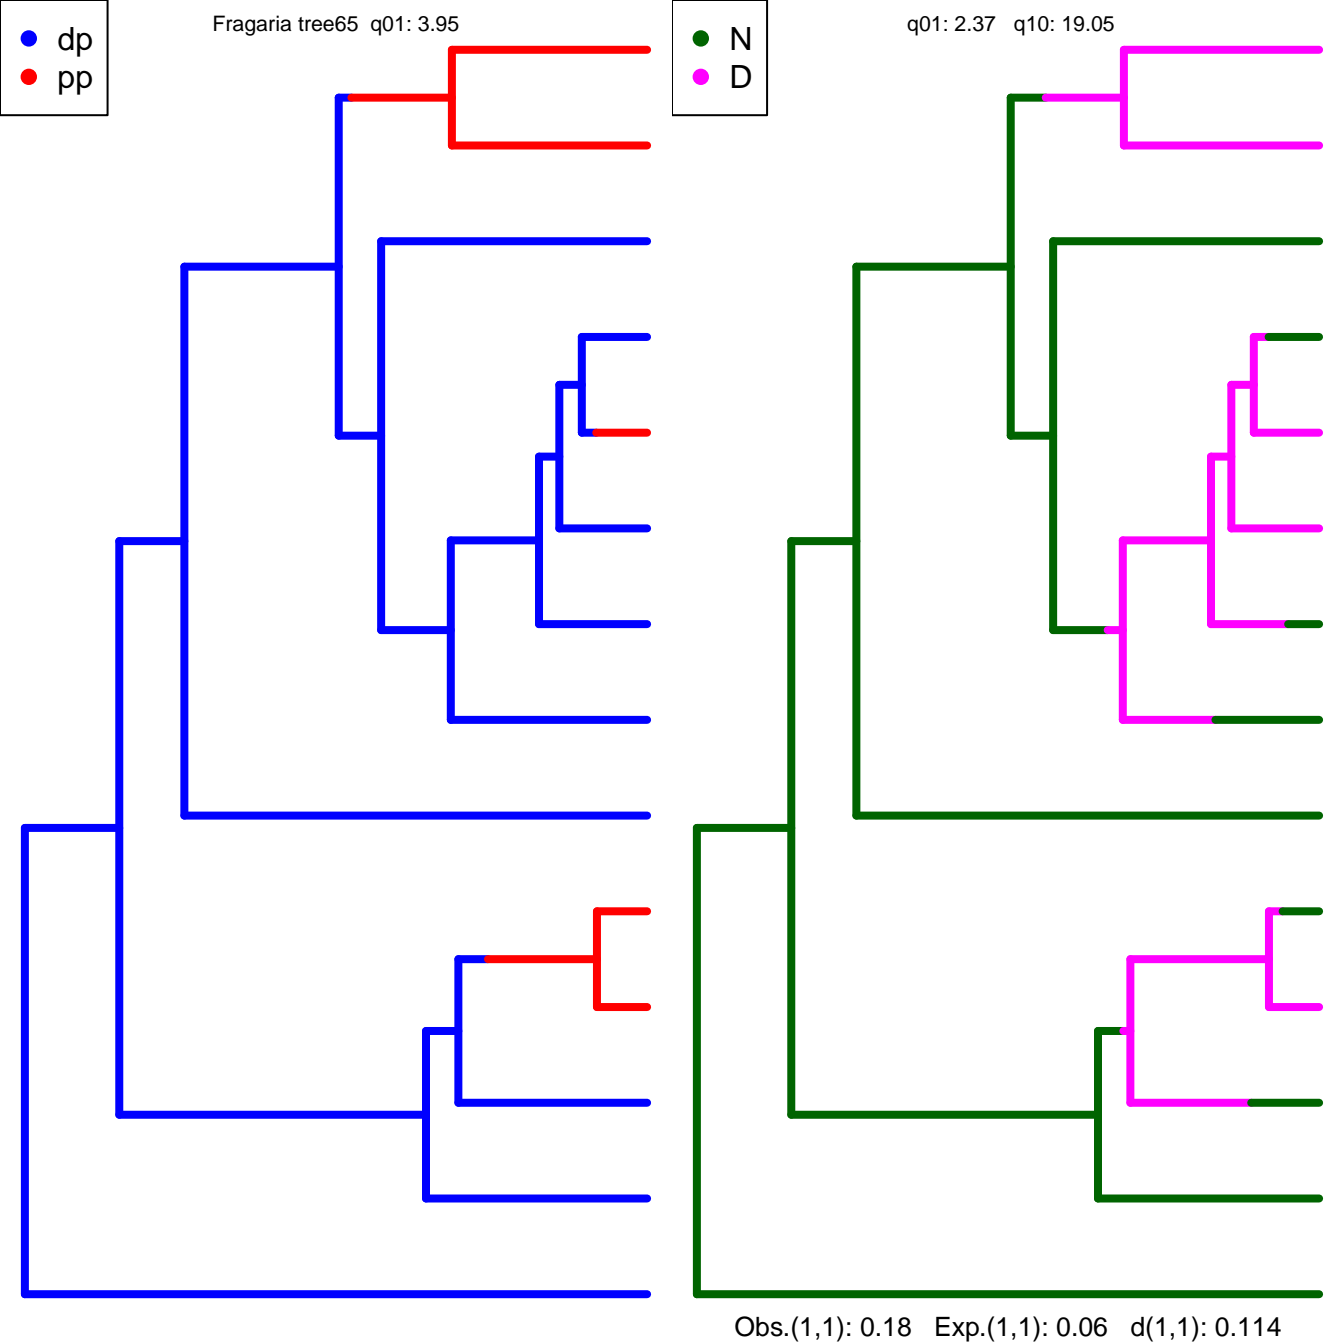 Fragaria tree65 q01: 3.95
dp
pp
q01: 2.37 q10: 19.05
N
D
Obs.(1,1): 0.18 Exp.(1,1): 0.06 d(1,1): 0.114